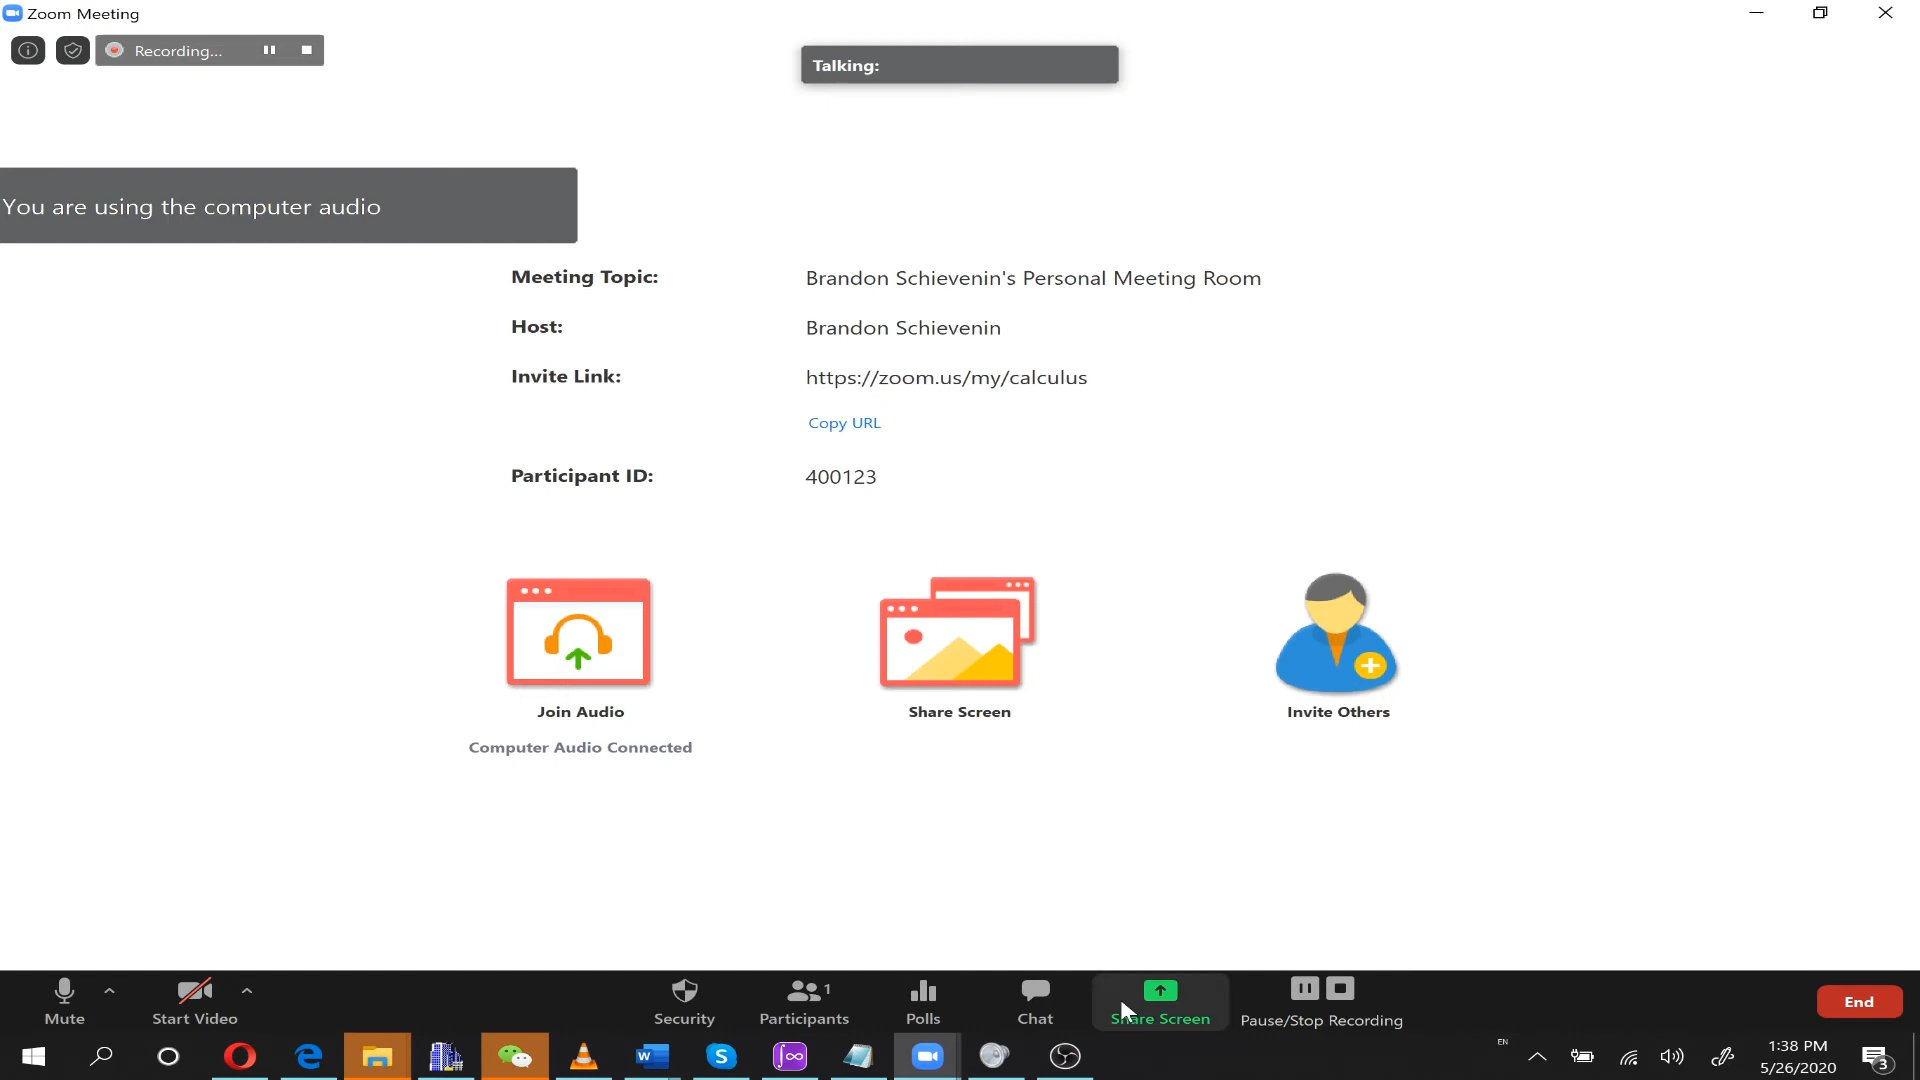 Zoom Meeting
Recording...
Talking:
You are using the computer audio
Meeting Topic: Brandon Schievenin's Personal Meeting Room
Host: Brandon Schievenin
Invite Link: https://zoom.us/my/calculus
Copy URL
Participant ID: 400123
Join Audio Share Screen Invite Others
Computer Audio Connected
1
Mute Start Video Security Participants Polls Chat Share Screen Pause/Stop Recording End
EN
1:38 PM
5/26/2020
3